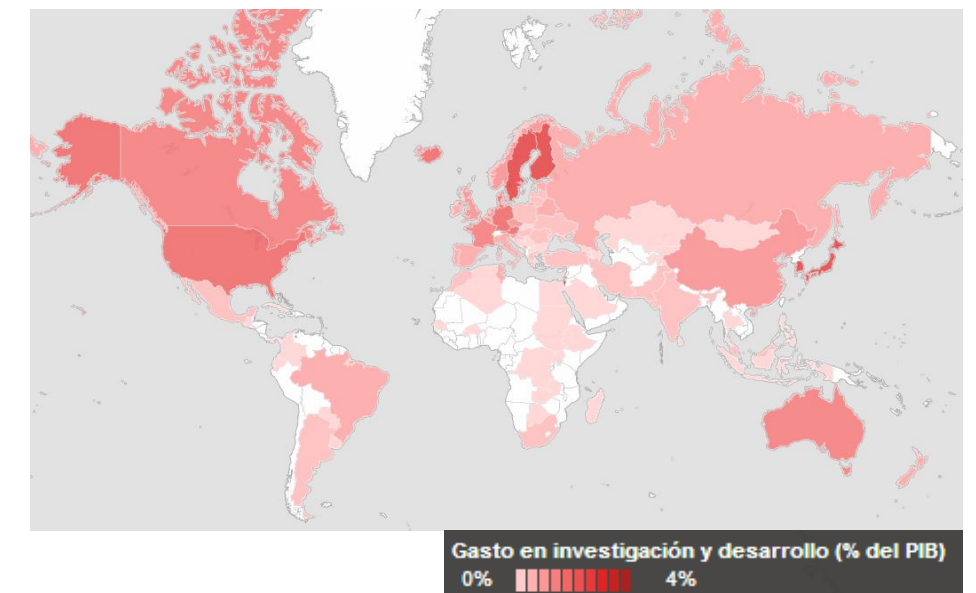 Gasto en investigación y desarrollo (% del PIB)
0% 4%